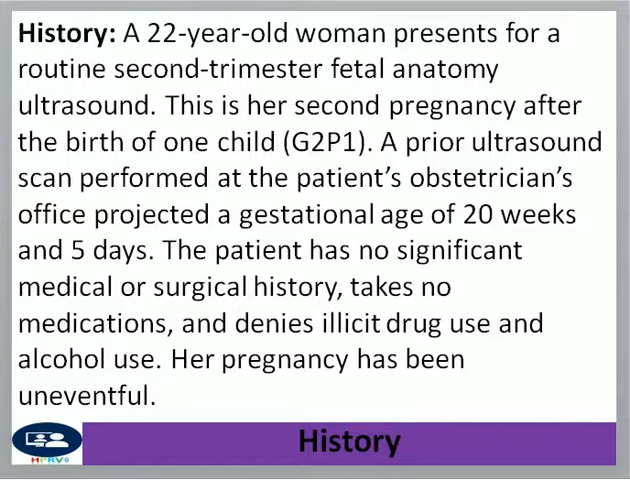 History: A 22-year-old woman presents for a
routine second-trimester fetal anatomy
ultrasound. This is her second pregnancy after
the birth of one child (G2P1). A prior ultrasound
scan performed at the patient's obstetrician's
office projected a gestational age of 20 weeks
and 5 days. The patient has no significant
medical or surgical history, takes no
medications, and denies illicit drug use and
alcohol use. Her pregnancy has been
uneventful.
History
HPRV